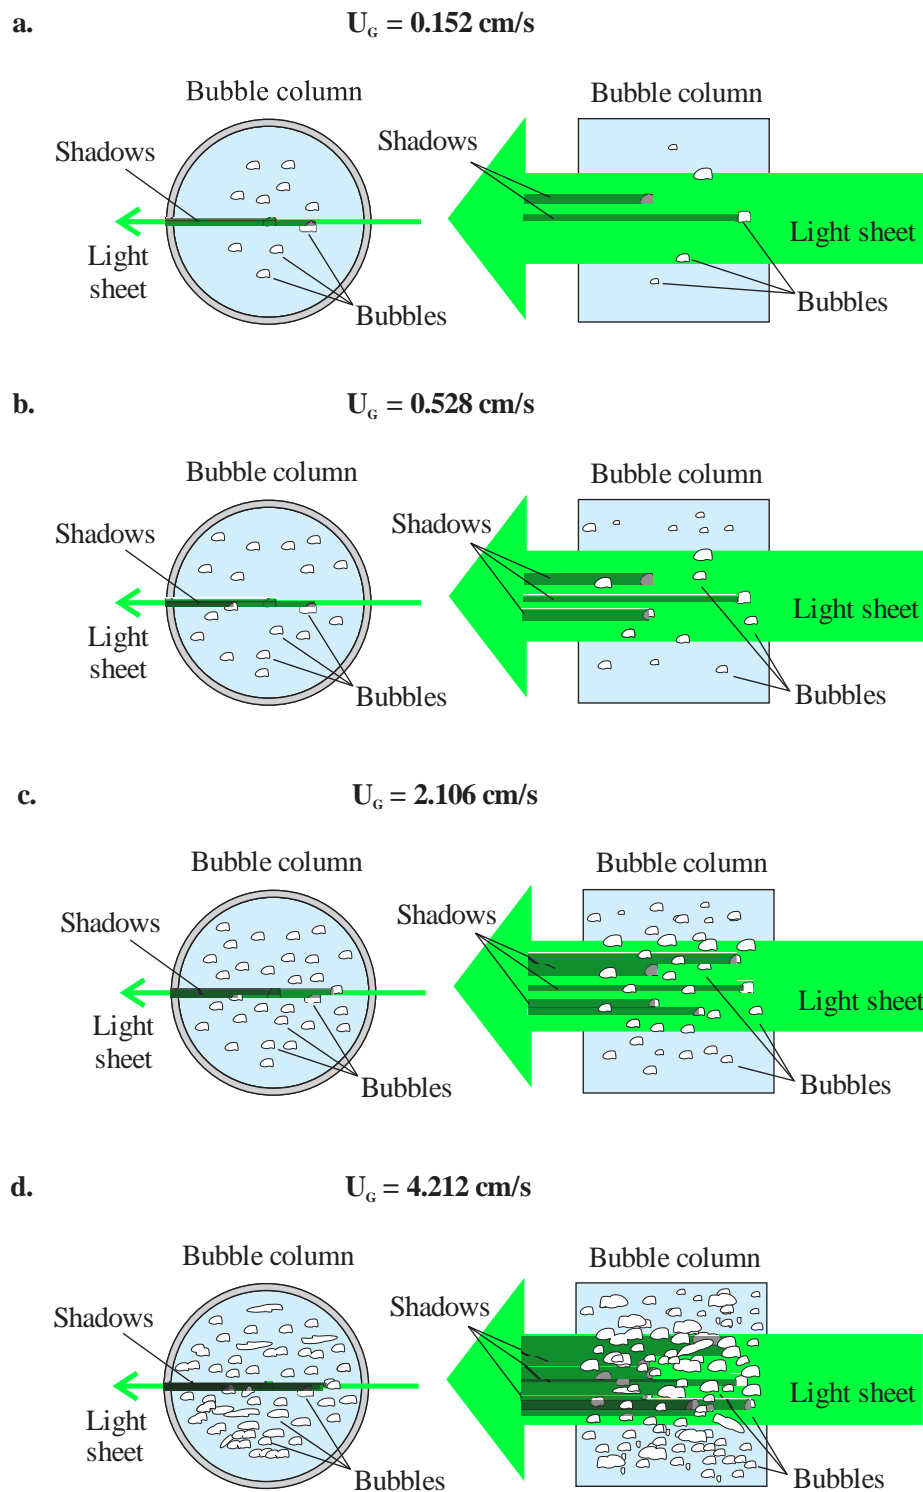 a.
U_G = 0.152 cm/s
Bubble column
Bubble column
Shadows
Shadows
Light
sheet
Bubbles
Light sheet
Bubbles
b.
U_G = 0.528 cm/s
Bubble column
Bubble column
Shadows
Shadows
Light
sheet
Bubbles
Light sheet
Bubbles
c.
U_G = 2.106 cm/s
Bubble column
Bubble column
Shadows
Shadows
Light
sheet
Bubbles
Light sheet
Bubbles
d.
U_G = 4.212 cm/s
Bubble column
Bubble column
Shadows
Shadows
Light
sheet
Bubbles
Light sheet
Bubbles